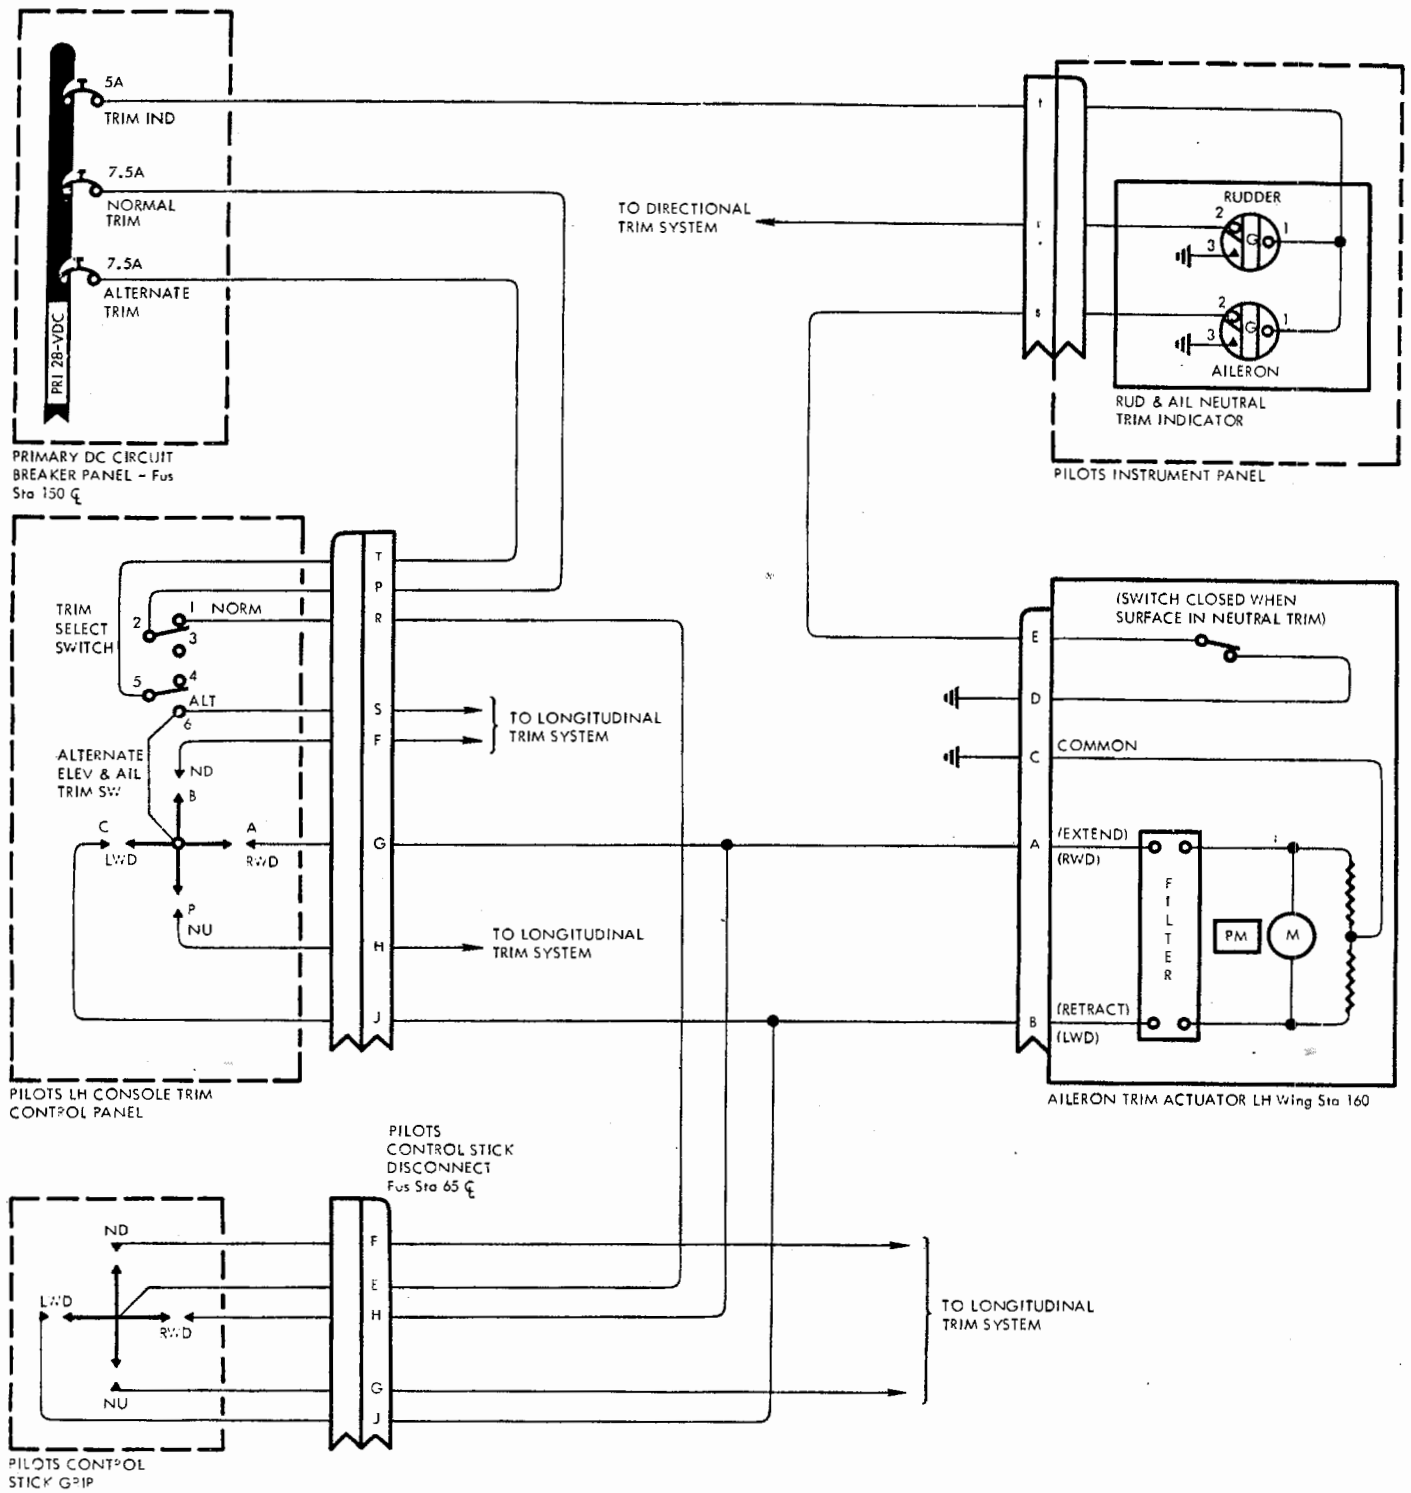 5A
TRIM IND
7.5A
NORMAL
TRIM
7.5A
ALTERNATE
TRIM
PRI 28-VDC
PRIMARY DC CIRCUIT
BREAKER PANEL - Fus
Sta 150 ℄
TO DIRECTIONAL
TRIM SYSTEM
t
r
s
RUDDER
2
1
3
G
2
1
3
G
AILERON
RUD & AIL NEUTRAL
TRIM INDICATOR
PILOTS INSTRUMENT PANEL
TRIM
SELECT
SWITCH
1
NORM
2
3
4
5
ALT
6
ALTERNATE
ELEV & AIL
TRIM SW
ND
B
C
LWD
A
RWD
P
NU
T
P
R
S
F
G
H
J
TO LONGITUDINAL
TRIM SYSTEM
TO LONGITUDINAL
TRIM SYSTEM
PILOTS LH CONSOLE TRIM
CONTROL PANEL
(SWITCH CLOSED WHEN
SURFACE IN NEUTRAL TRIM)
E
D
C
COMMON
A
(EXTEND)
(RWD)
FILTER
PM
M
B
(RETRACT)
(LWD)
AILERON TRIM ACTUATOR LH Wing Sta 160
PILOTS
CONTROL STICK
DISCONNECT
Fus Sta 65 ℄
ND
LWD
RWD
NU
F
E
H
G
J
TO LONGITUDINAL
TRIM SYSTEM
PILOTS CONTROL
STICK GRIP